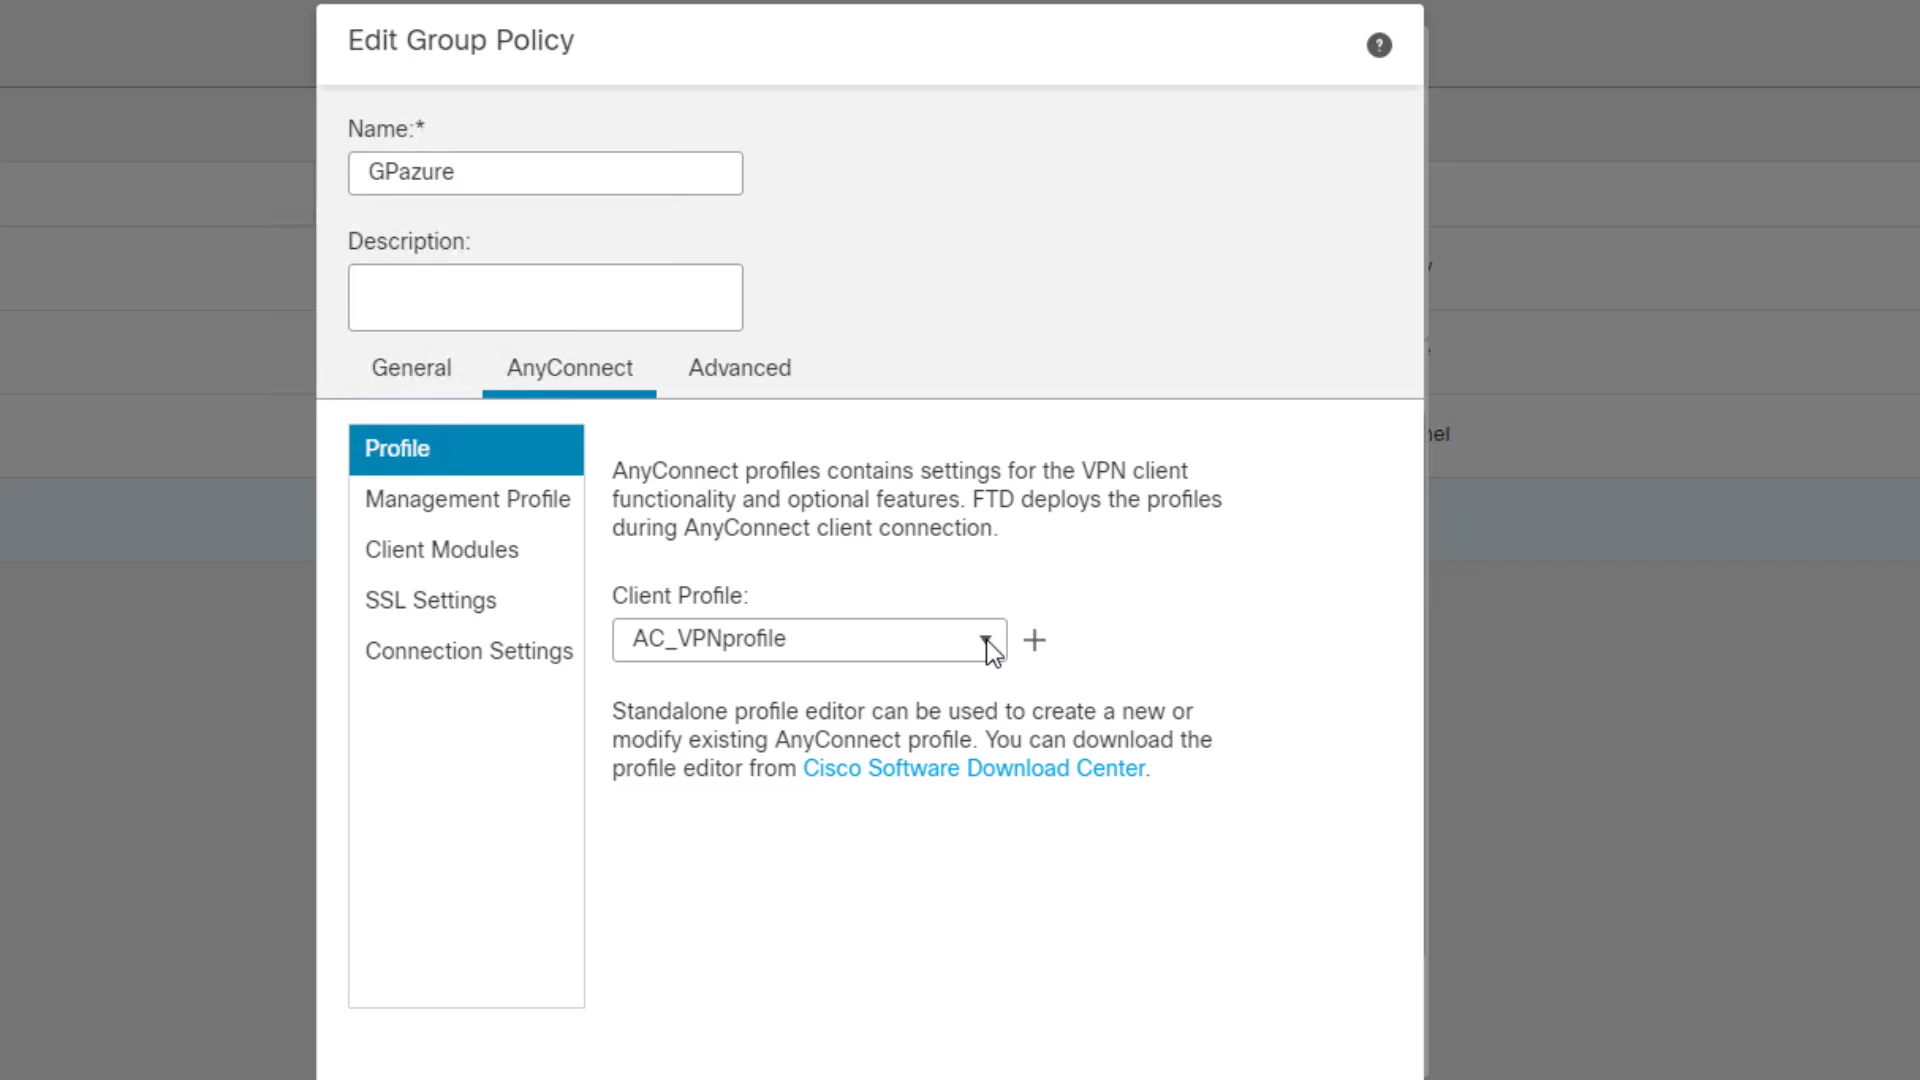 Edit Group Policy
?
Name:*
GPazure
Description:
General
AnyConnect
Advanced
Profile
Management Profile
Client Modules
SSL Settings
Connection Settings
AnyConnect profiles contains settings for the VPN client
functionality and optional features. FTD deploys the profiles
during AnyConnect client connection.
Client Profile:
AC_VPNprofile
Standalone profile editor can be used to create a new or
modify existing AnyConnect profile. You can download the
profile editor from Cisco Software Download Center.